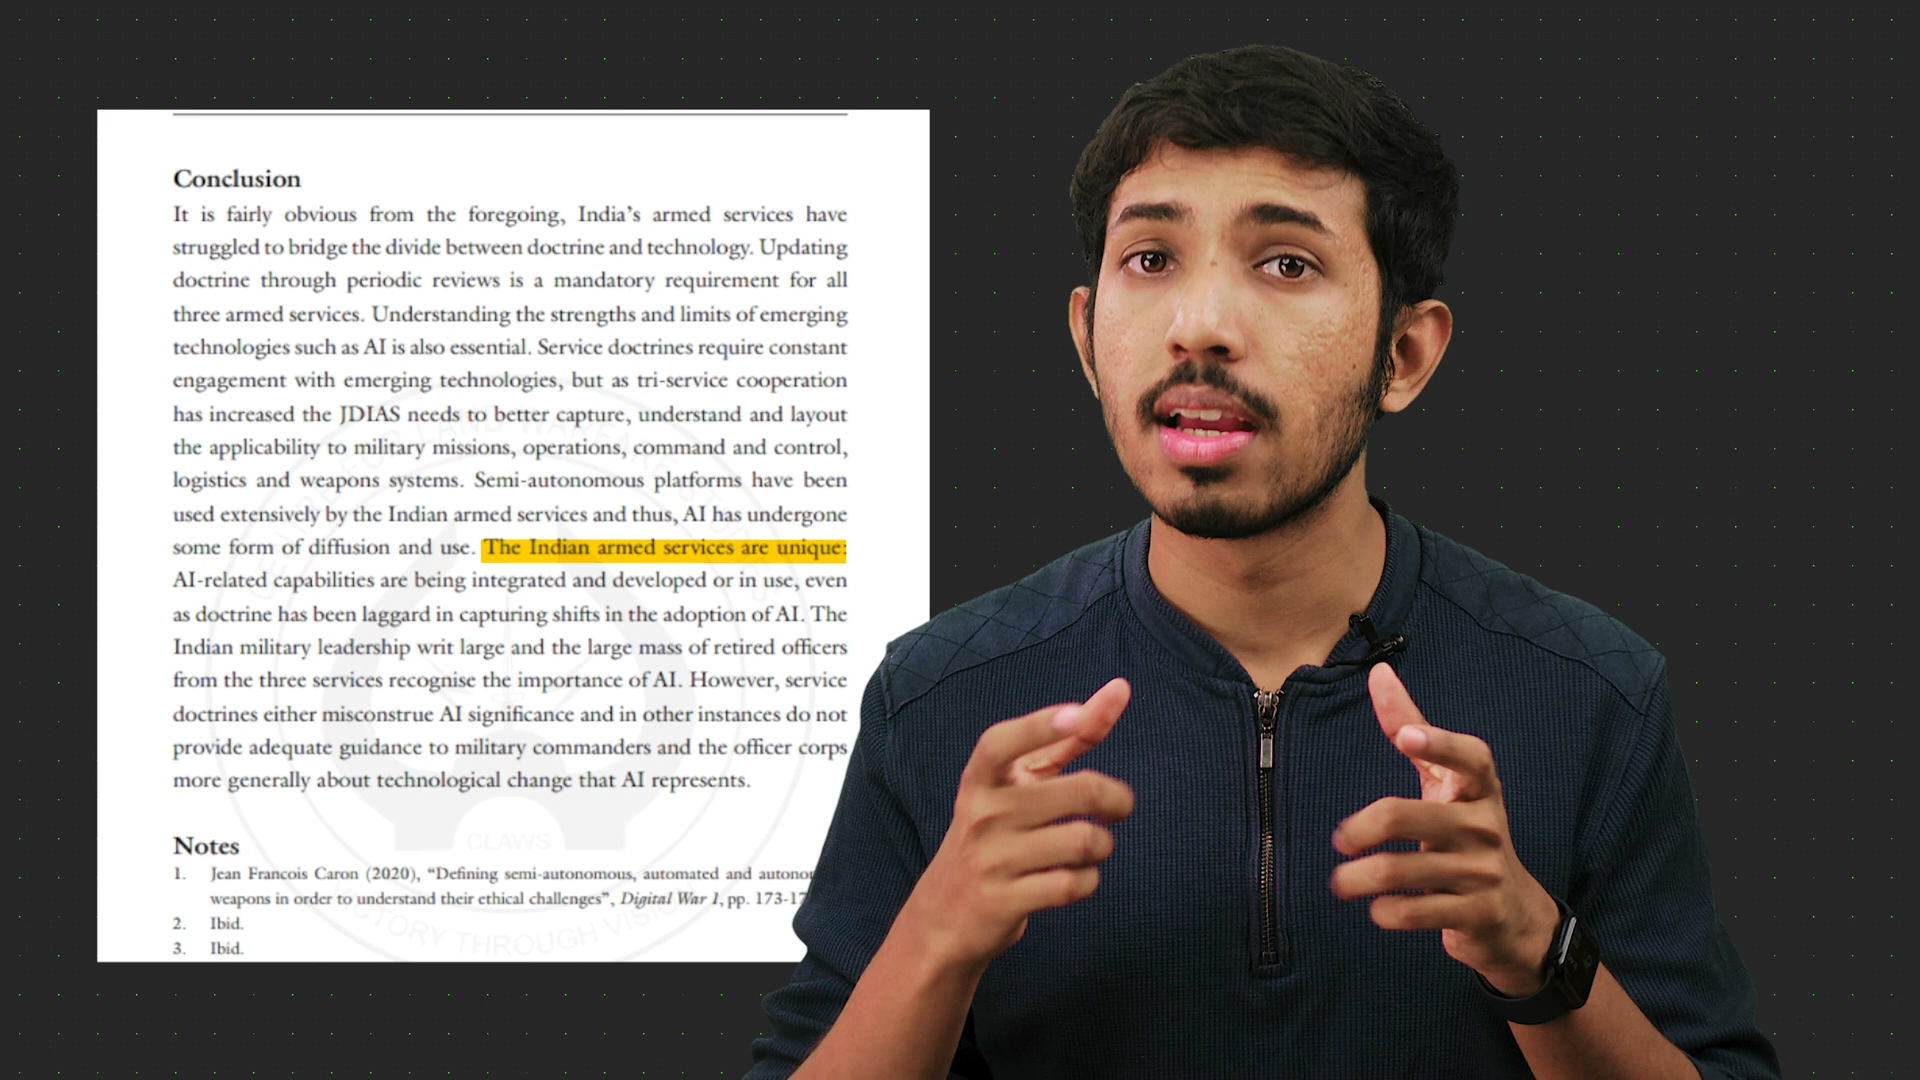 Conclusion
It is fairly obvious from the foregoing, India's armed services have
struggled to bridge the divide between doctrine and technology. Updating
doctrine through periodic reviews is a mandatory requirement for all
three armed services. Understanding the strengths and limits of emerging
technologies such as AI is also essential. Service doctrines require constant
engagement with emerging technologies, but as tri-service cooperation
has increased the JDIAS needs to better capture, understand and layout
the applicability to military missions, operations, command and control,
logistics and weapons systems. Semi-autonomous platforms have been
used extensively by the Indian armed services and thus, AI has undergone
some form of diffusion and use. The Indian armed services are unique:
AI-related capabilities are being integrated and developed or in use, even
as doctrine has been laggard in capturing shifts in the adoption of AI. The
Indian military leadership writ large and the large mass of retired officers
from the three services recognise the importance of AI. However, service
doctrines either misconstrue AI significance and in other instances do not
provide adequate guidance to military commanders and the officer corps
more generally about technological change that AI represents.
CLAWS
VICTORY THROUGH VISION
Notes
1. Jean Francois Caron (2020), “Defining semi-autonomous, automated and
weapons in order to understand their ethical challenges”, Digital War 1, pp.
2. Ibid.
3. Ibid.